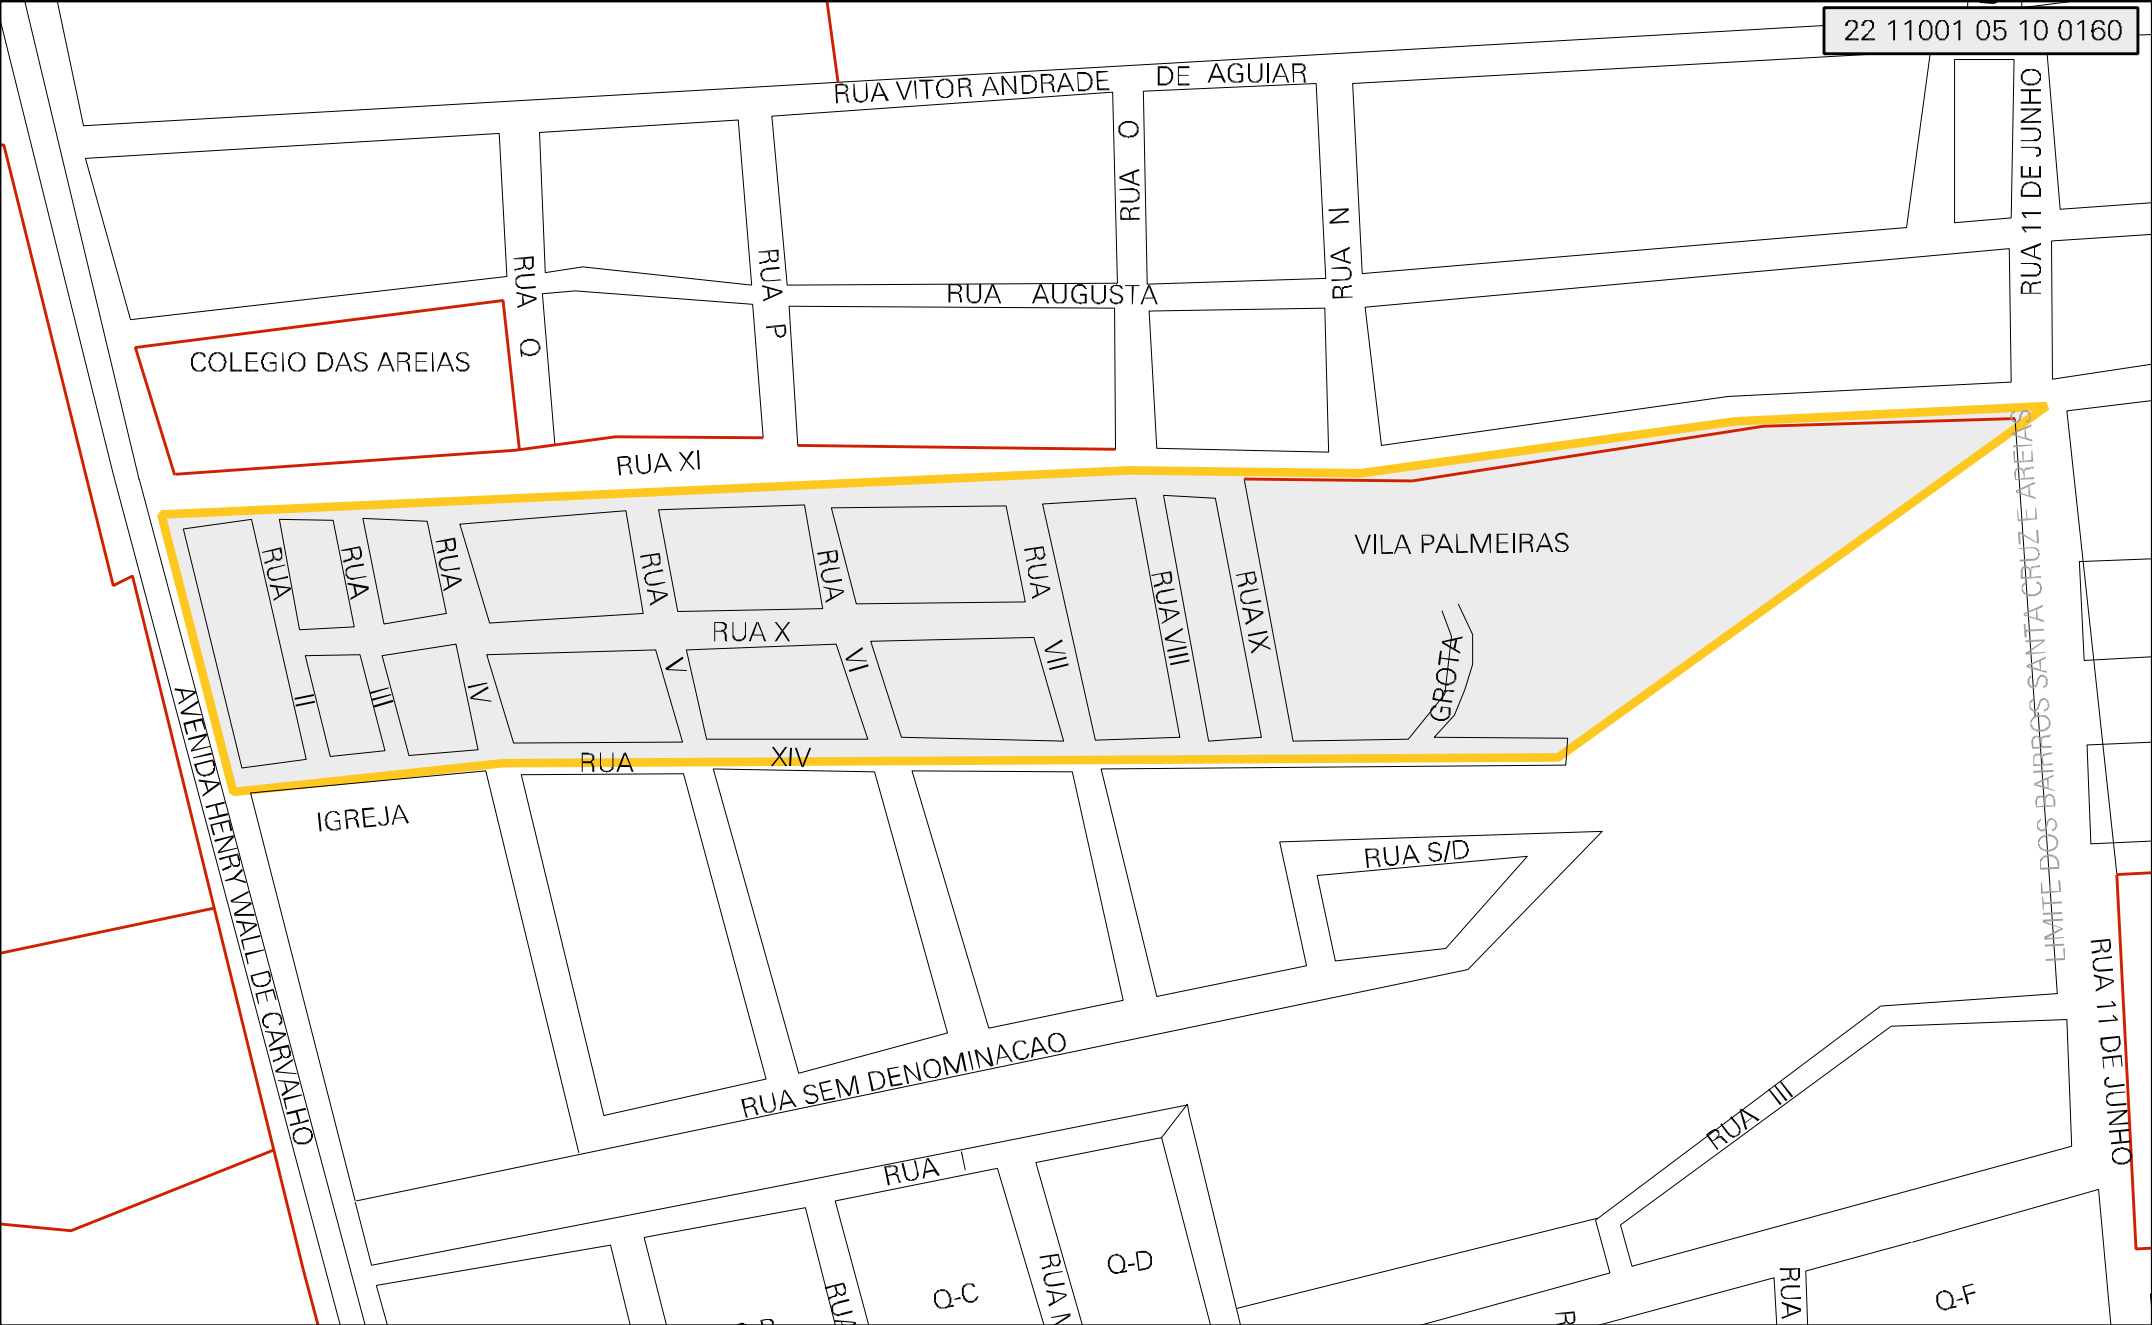 22 11001 05 10 0160
RUA VITOR ANDRADE DE AGUIAR
RUA O
RUA N
RUA 11 DE JUNHO
RUA Q
RUA P
RUA AUGUSTA
COLEGIO DAS AREIAS
RUA XI
VILA PALMEIRAS
RUA II
RUA III
RUA IV
RUA V
RUA VI
RUA VII
RUA VIII
RUA IX
RUA X
GROTA
LIMITE DOS BAIRROS SANTA CRUZ E AREIAS
AVENIDA HENRY WALL DE CARVALHO
RUA XIV
IGREJA
RUA S/D
RUA SEM DENOMINACAO
RUA 11 DE JUNHO
RUA III
RUA I
Q-D
Q-C
RUA
RUA
RUA
Q-F